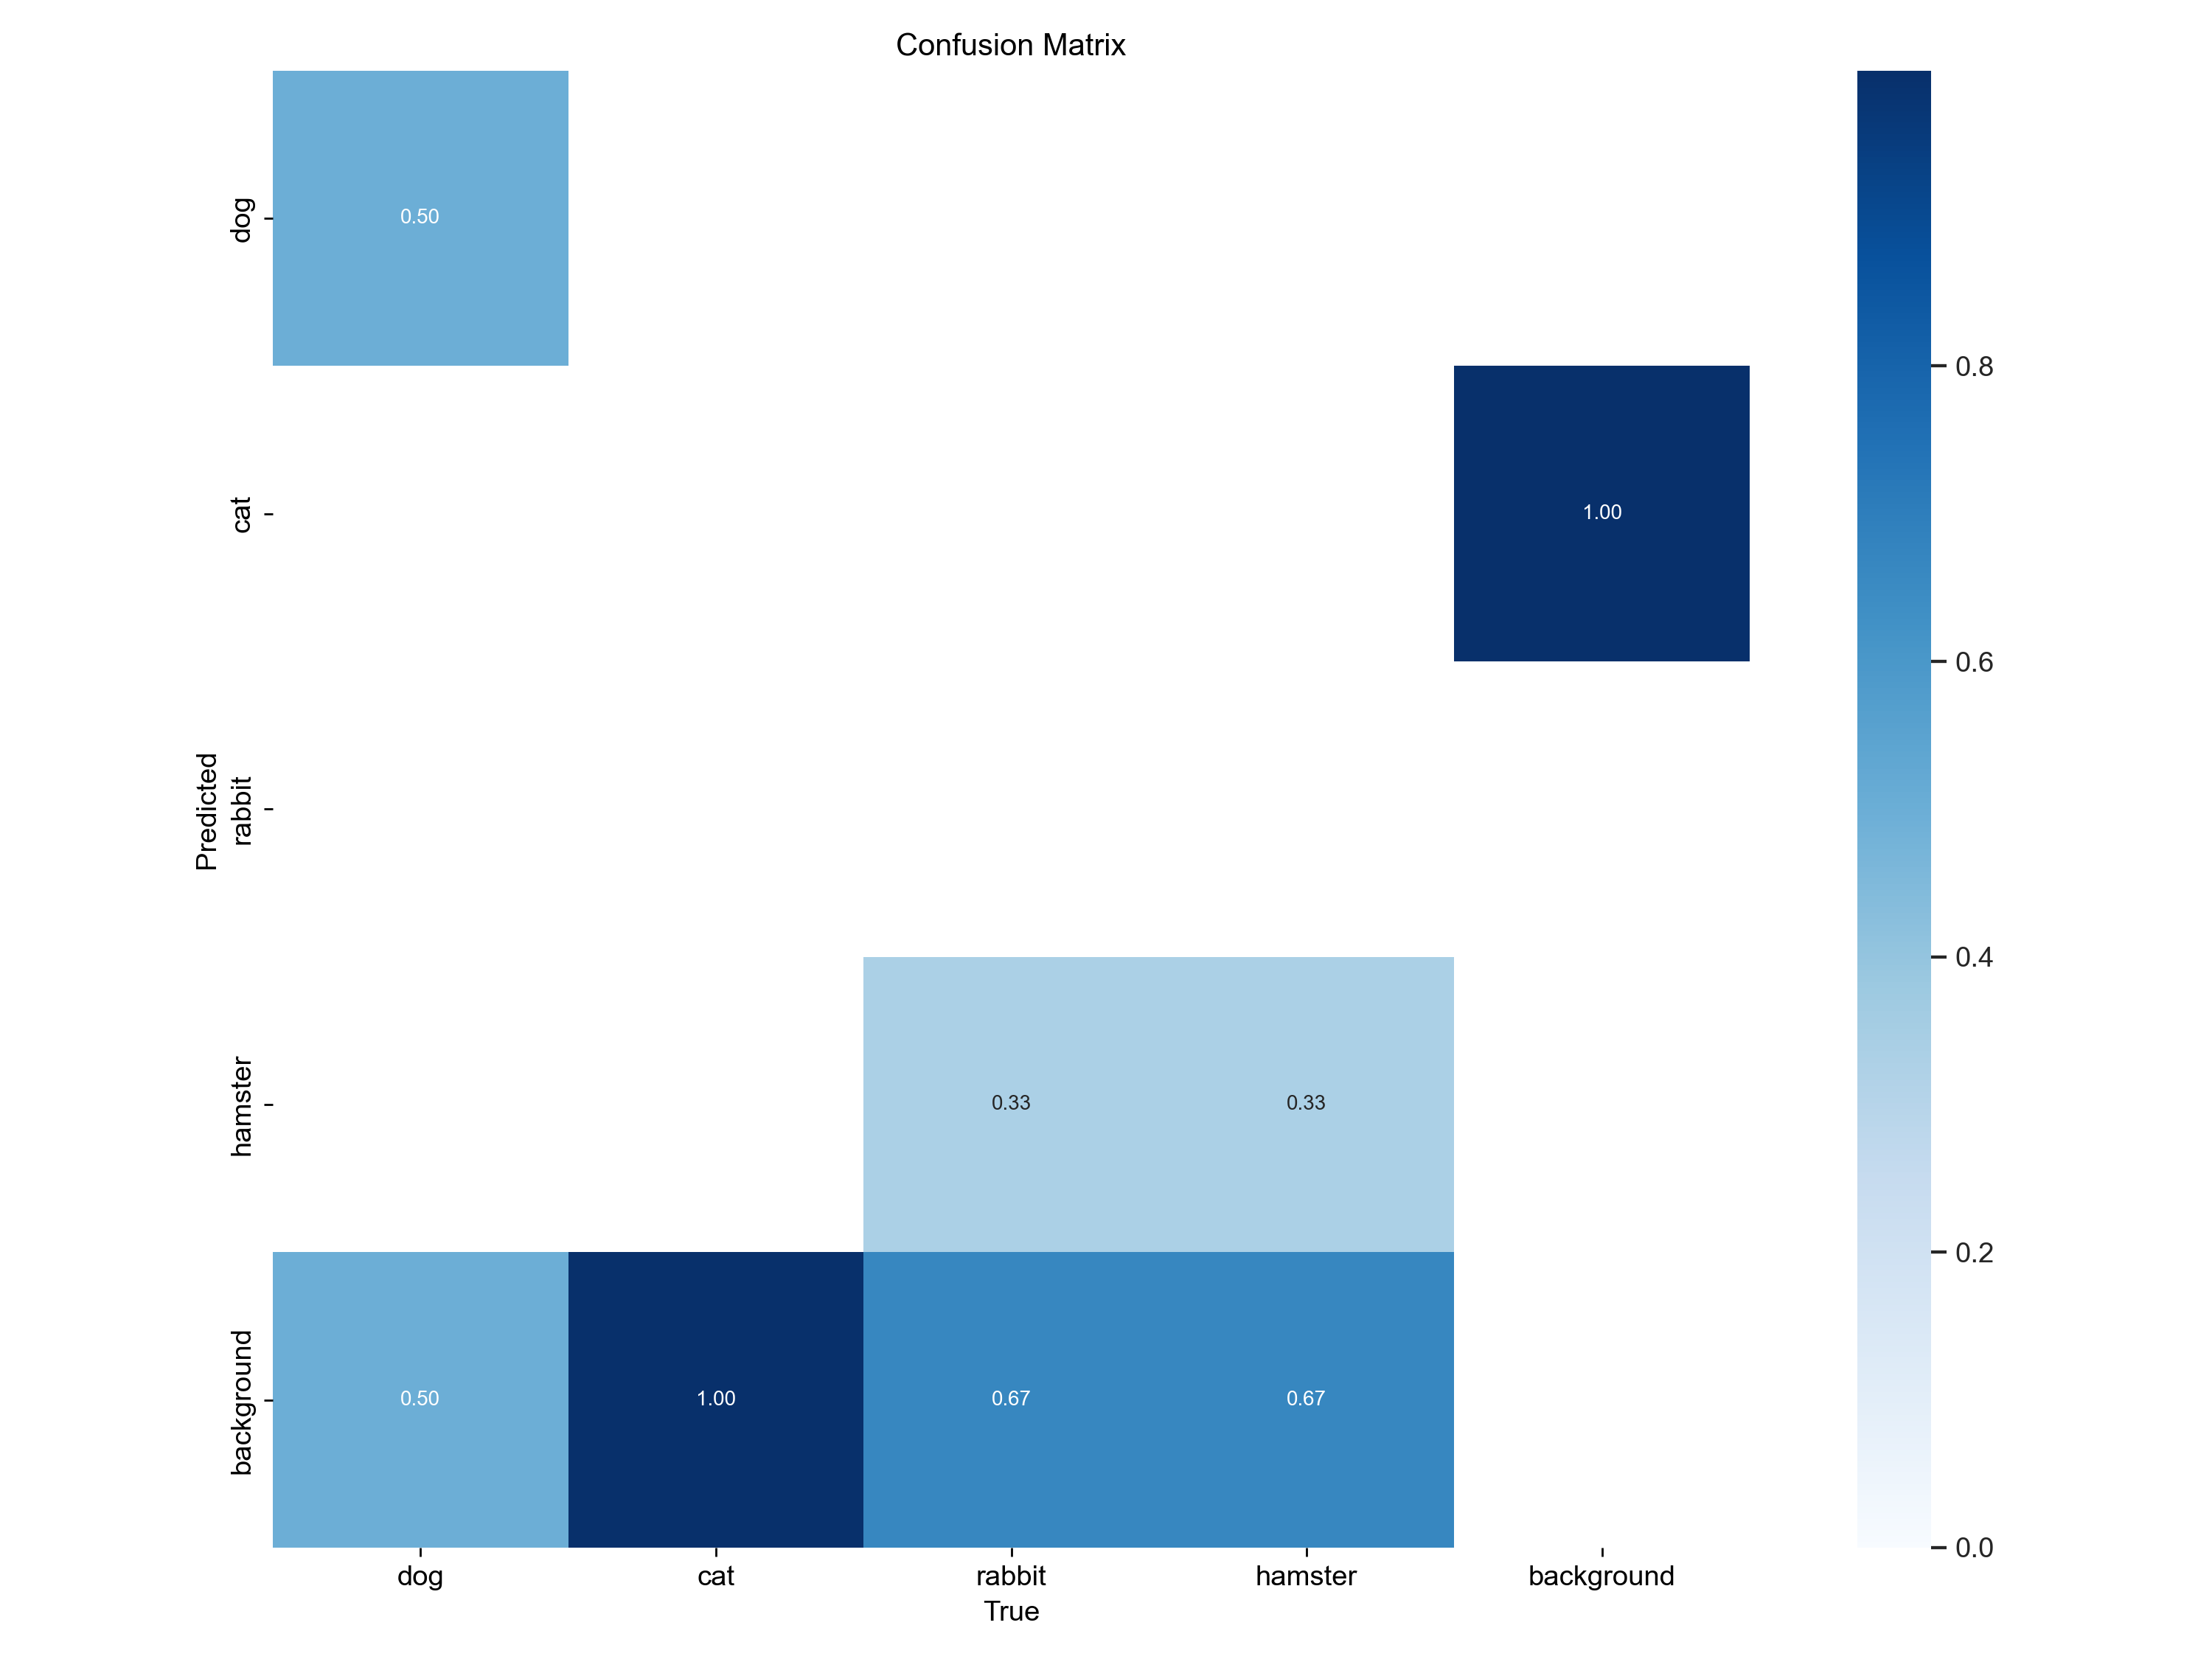 Confusion Matrix
dog
cat
rabbit
hamster
background
Predicted
0.50
1.00
0.33 0.33
0.50 1.00 0.67 0.67
dog cat rabbit hamster background
True
0.8
0.6
0.4
0.2
0.0